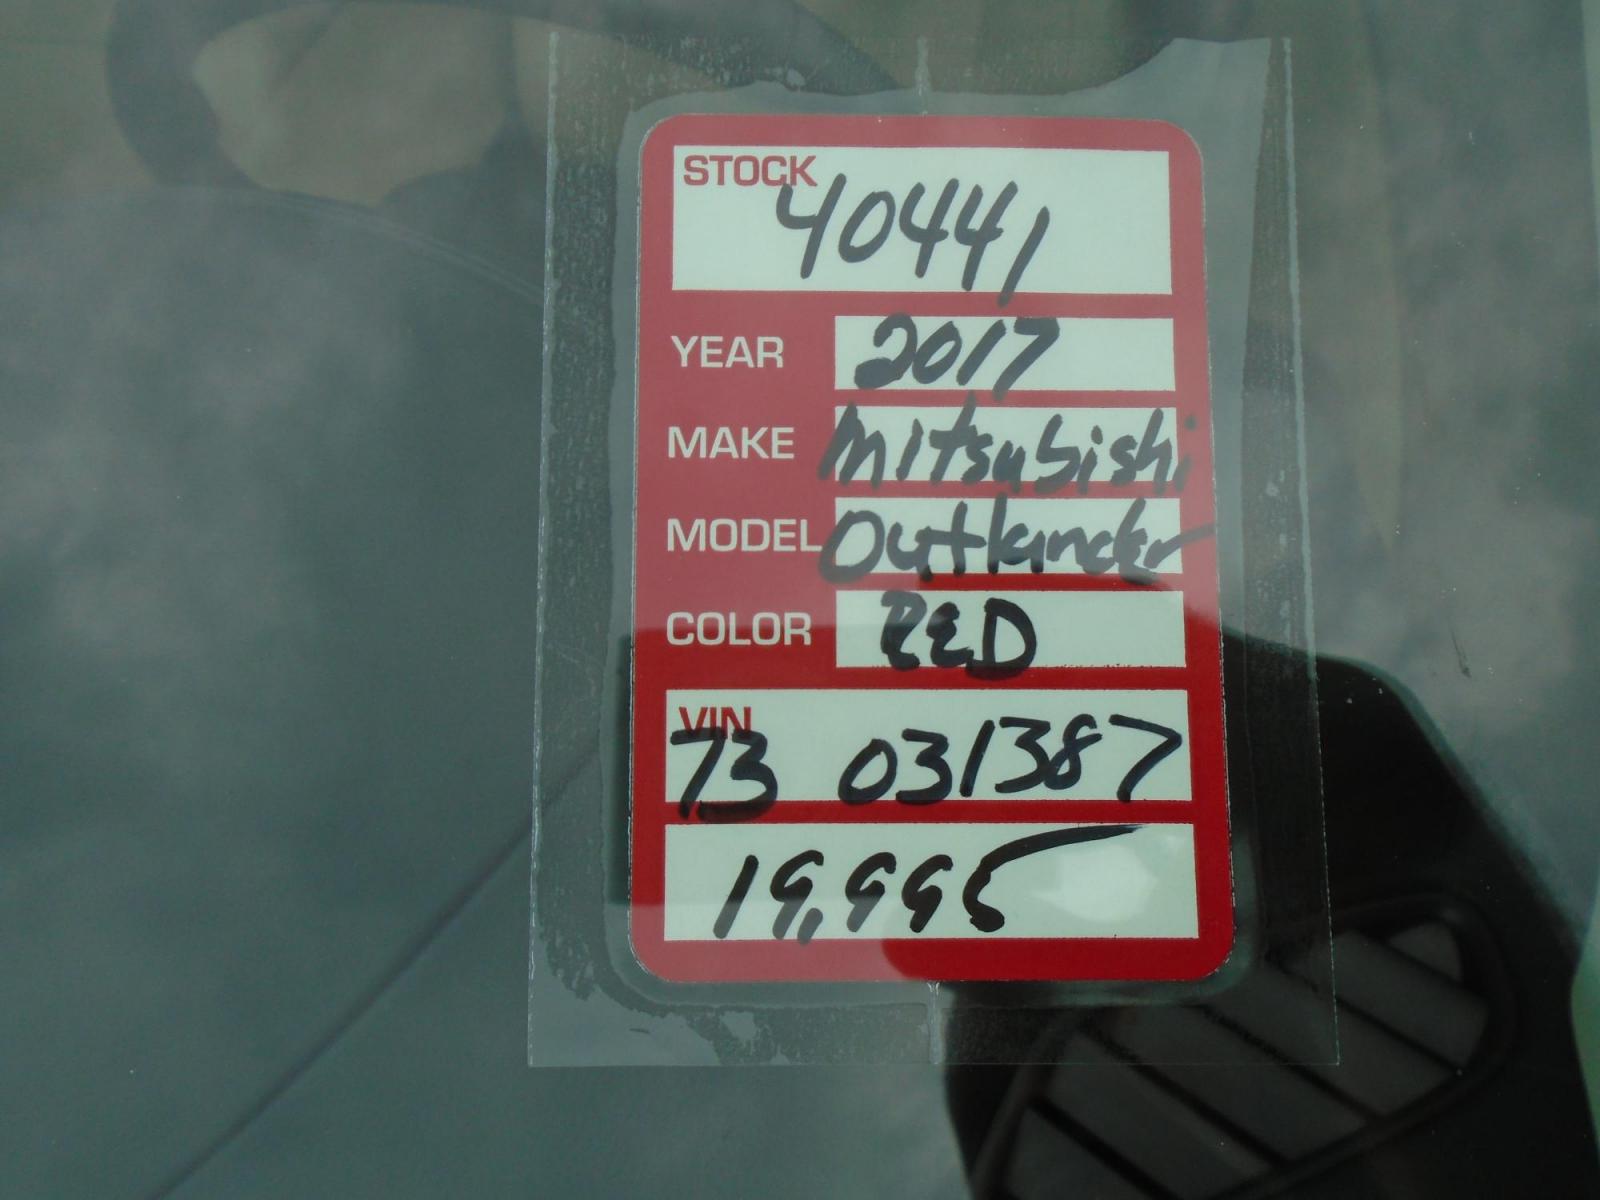 STOCK
40441
YEAR 2017
MAKE Mitsubishi
MODEL Outlander
COLOR RED
VIN
73 031387
19,995